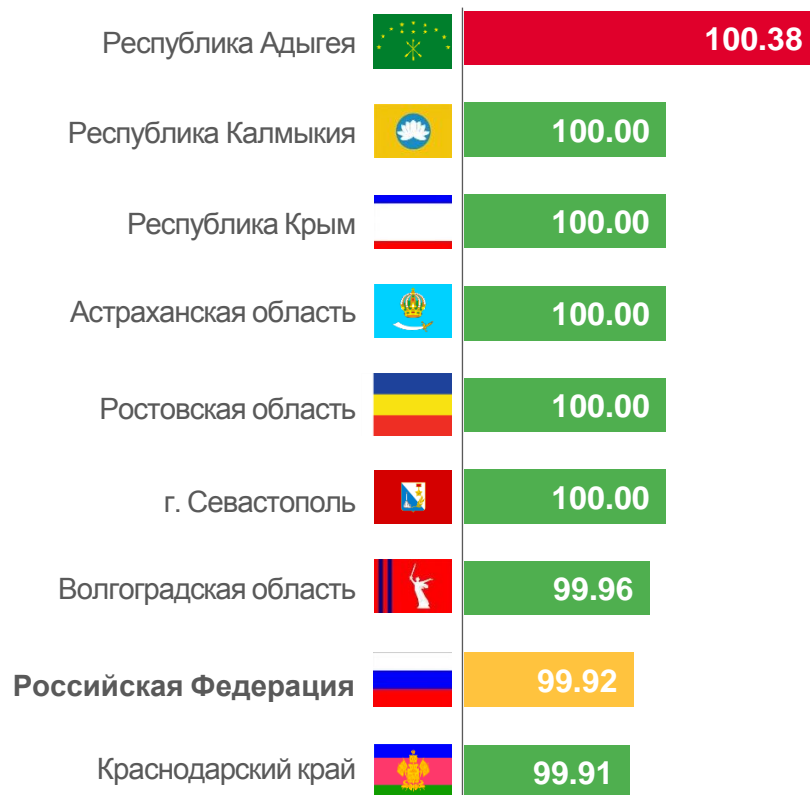 Республика Адыгея 100.38
Республика Калмыкия 100.00
Республика Крым 100.00
Астраханская область 100.00
Ростовская область 100.00
г. Севастополь 100.00
Волгоградская область 99.96
Российская Федерация 99.92
Краснодарский край 99.91